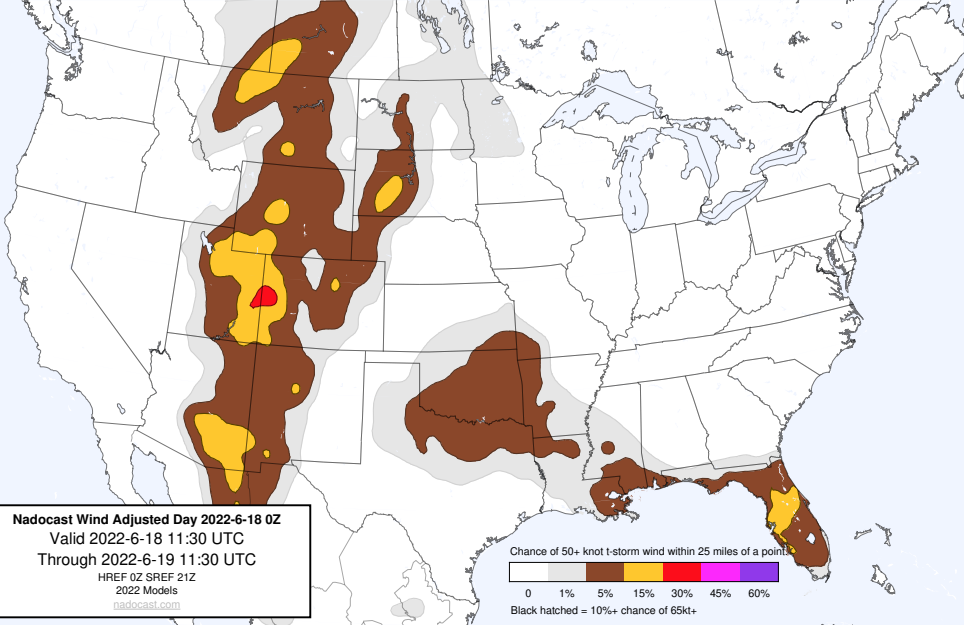 Nadocast Wind Adjusted Day 2022-6-18 0Z
Valid 2022-6-18 11:30 UTC
Through 2022-6-19 11:30 UTC
HREF 0Z SREF 21Z
2022 Models
nadocast.com
Chance of 50+ knot t-storm wind within 25 miles of a point.
0 1% 5% 15% 30% 45% 60%
Black hatched = 10%+ chance of 65kt+